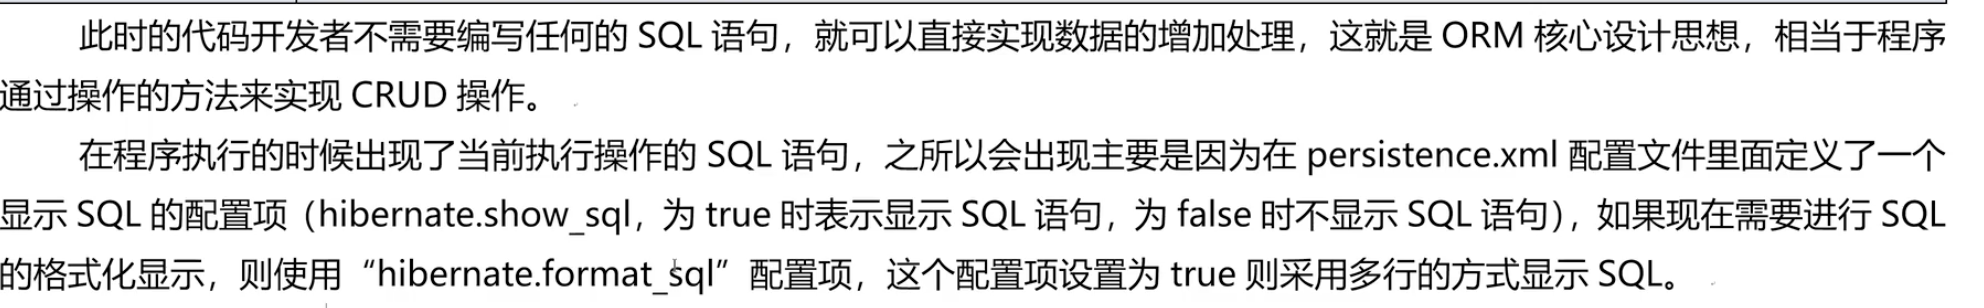 此时的代码开发者不需要编写任何的 SQL 语句，就可以直接实现数据的增加处理，这就是 ORM 核心设计思想，相当于程序
通过操作的方法来实现 CRUD 操作。
在程序执行的时候出现了当前执行操作的 SQL 语句，之所以会出现主要是因为在 persistence.xml 配置文件里面定义了一个
显示 SQL 的配置项（hibernate.show_sql，为 true 时表示显示 SQL 语句，为 false 时不显示 SQL 语句），如果现在需要进行 SQL
的格式化显示，则使用“hibernate.format_sql”配置项，这个配置项设置为 true 则采用多行的方式显示 SQL。